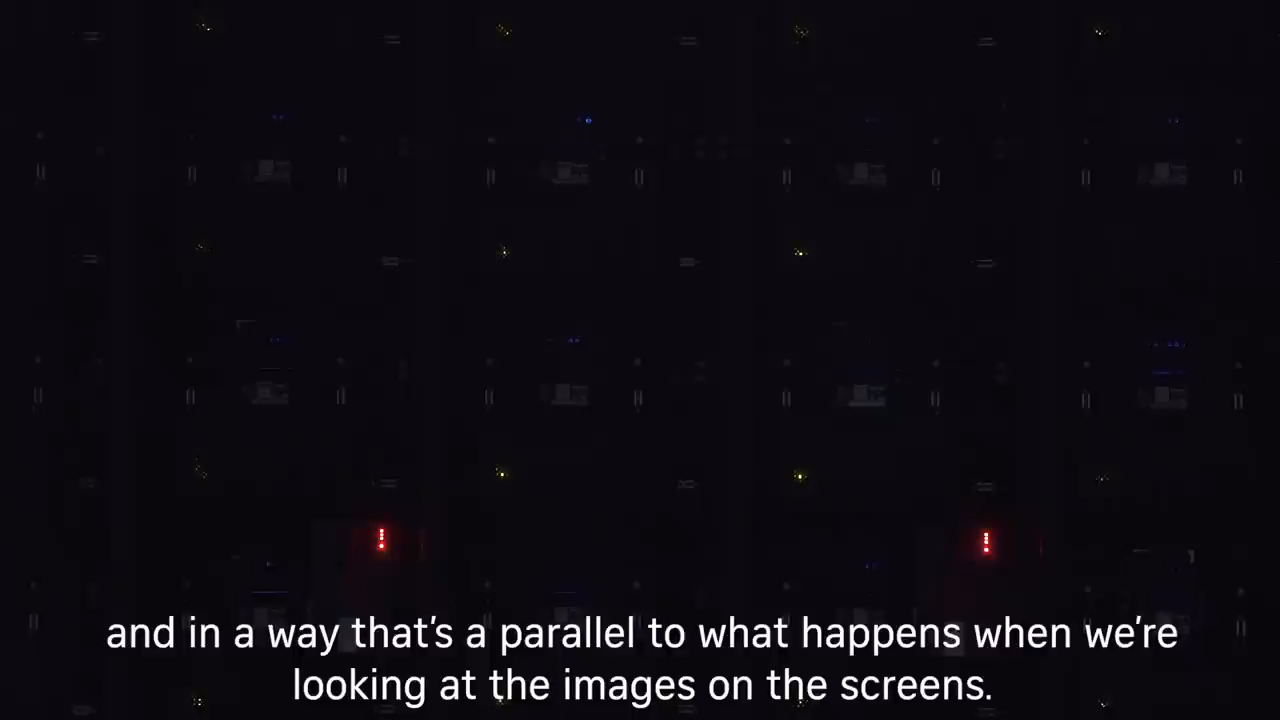 and in a way that's a parallel to what happens when we're
looking at the images on the screens.